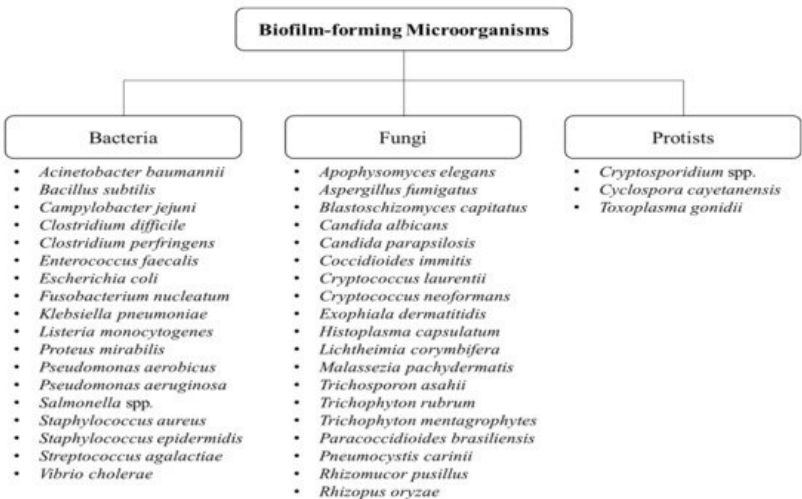 Biofilm-forming Microorganisms
Bacteria
• Acinetobacter baumannii
• Bacillus subtilis
• Campylobacter jejuni
• Clostridium difficile
• Clostridium perfringens
• Enterococcus faecalis
• Escherichia coli
• Fusobacterium nucleatum
• Klebsiella pneumoniae
• Listeria monocytogenes
• Proteus mirabilis
• Pseudomonas aerobicus
• Pseudomonas aeruginosa
• Salmonella spp.
• Staphylococcus aureus
• Staphylococcus epidermidis
• Streptococcus agalactiae
• Vibrio cholerae
Fungi
• Apophysomyces elegans
• Aspergillus fumigatus
• Blastoschizomyces capitatus
• Candida albicans
• Candida parapsilosis
• Coccidioides immitis
• Cryptococcus laurentii
• Cryptococcus neoformans
• Exophiala dermatitidis
• Histoplasma capsulatum
• Lichtheimia corymbifera
• Malassezia pachydermatis
• Trichosporon asahii
• Trichophyton rubrum
• Trichophyton mentagrophytes
• Paracoccidioides brasiliensis
• Pneumocystis carinii
• Rhizomucor pusillus
• Rhizopus oryzae
Protists
• Cryptosporidium spp.
• Cyclospora cayetanensis
• Toxoplasma gonidii